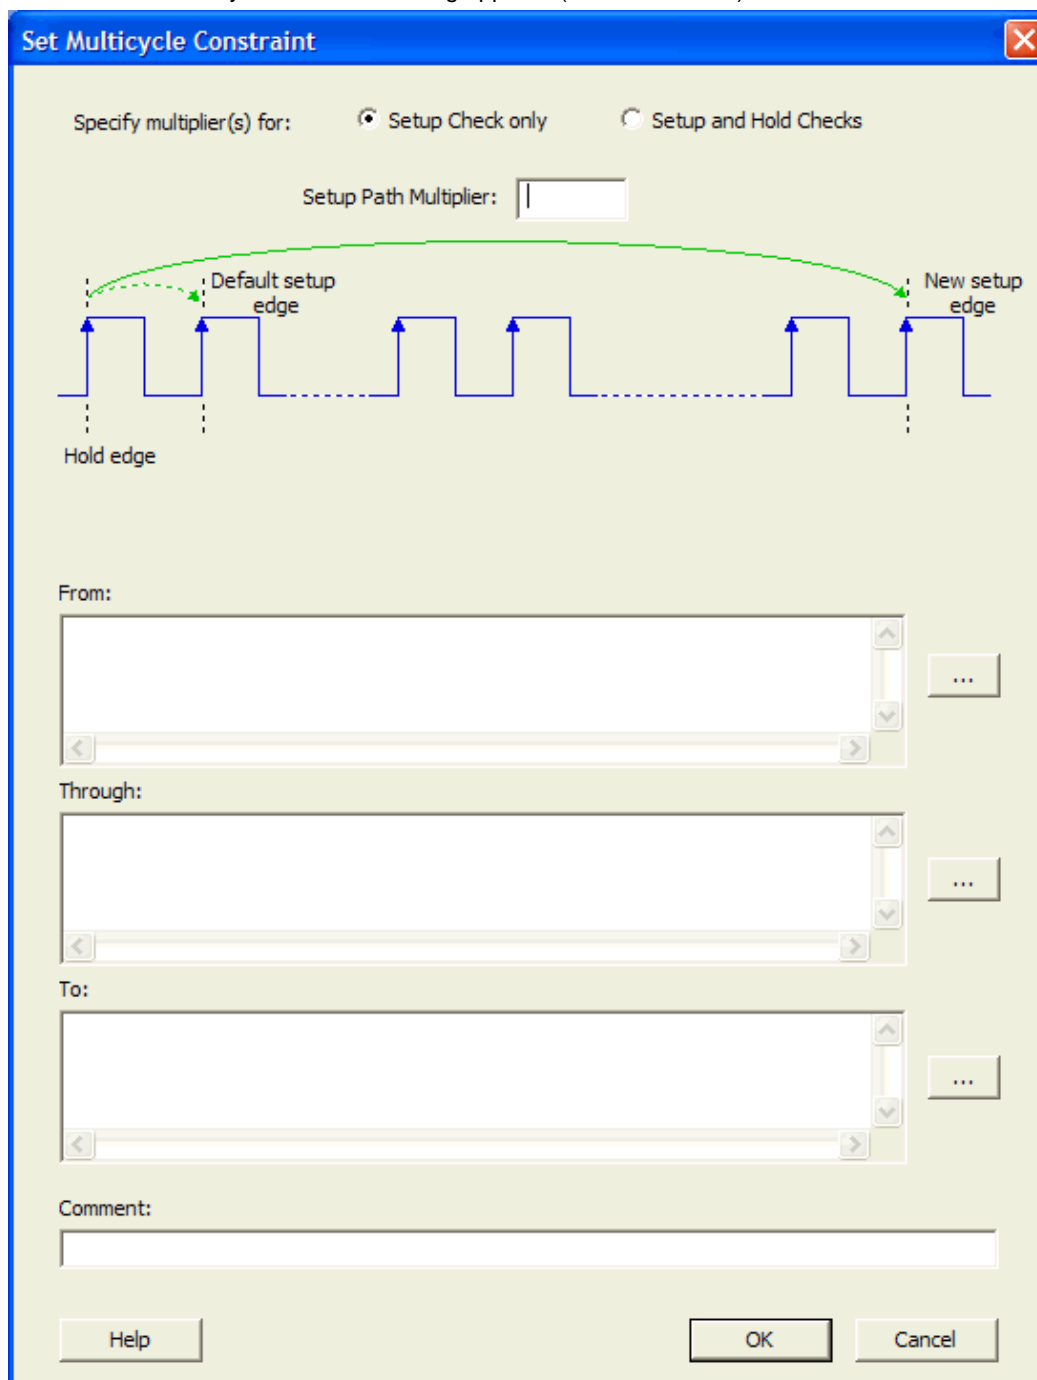 Set Multicycle Constraint
Specify multiplier(s) for: Setup Check only Setup and Hold Checks
Setup Path Multiplier:
Default setup edge
New setup edge
Hold edge
From:
...
Through:
...
To:
...
Comment:
Help OK Cancel